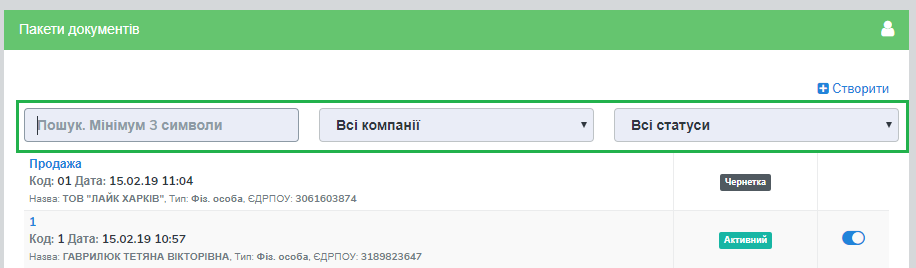 Пакети документів
Створити
Пошук. Мінімум 3 символи
Всі компанії
Всі статуси
Продажа
Код: 01 Дата: 15.02.19 11:04
Назва: ТОВ "ЛАЙК ХАРКІВ", Тип: Фіз. особа, ЄДРПОУ: 3061603874
Чернетка
1
Код: 1 Дата: 15.02.19 10:57
Назва: ГАВРИЛЮК ТЕТЯНА ВІКТОРІВНА, Тип: Фіз. особа, ЄДРПОУ: 3189823647
Активний